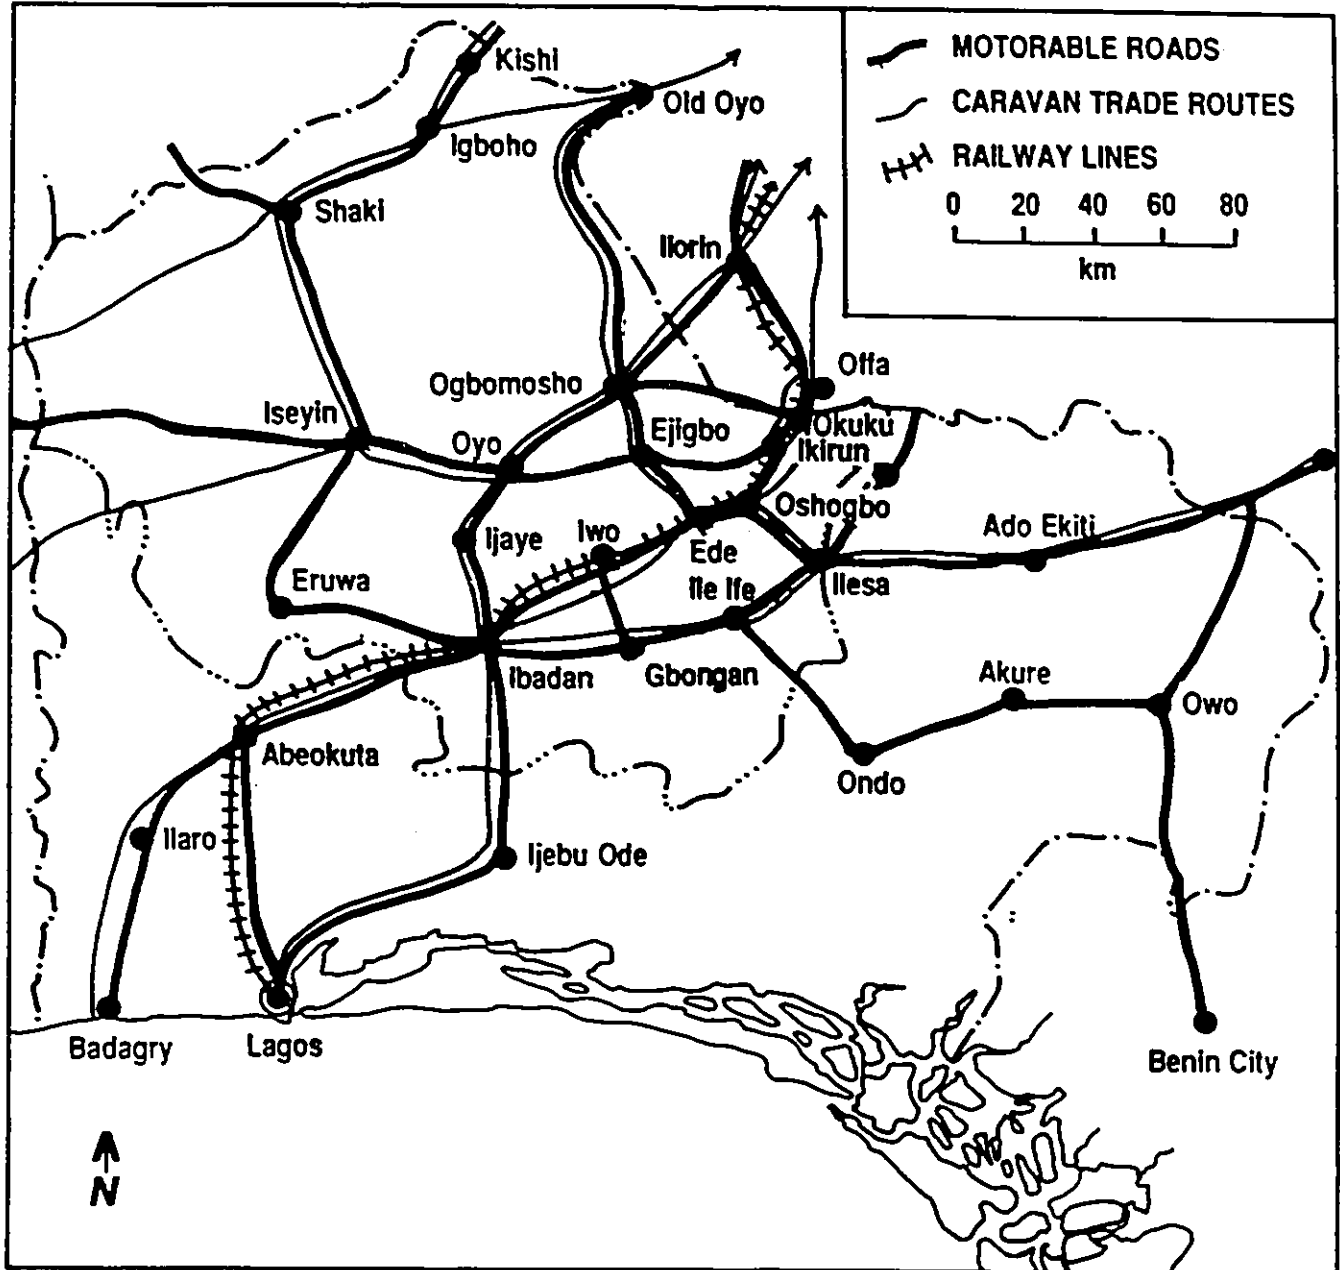 MOTORABLE ROADS
CARAVAN TRADE ROUTES
RAILWAY LINES
0 20 40 60 80
km
Kishi
Old Oyo
Igboho
Shaki
Ilorin
Offa
Ogbomosho
Iseyin
Oyo
Ejigbo
Okuku
Ikirun
Oshogbo
Ado Ekiti
Ijaye
Iwo
Ede
Eruwa
Ile Ife
Ilesa
Ibadan
Gbongan
Akure
Owo
Abeokuta
Ondo
Ilaro
Ijebu Ode
Badagry
Lagos
Benin City
N